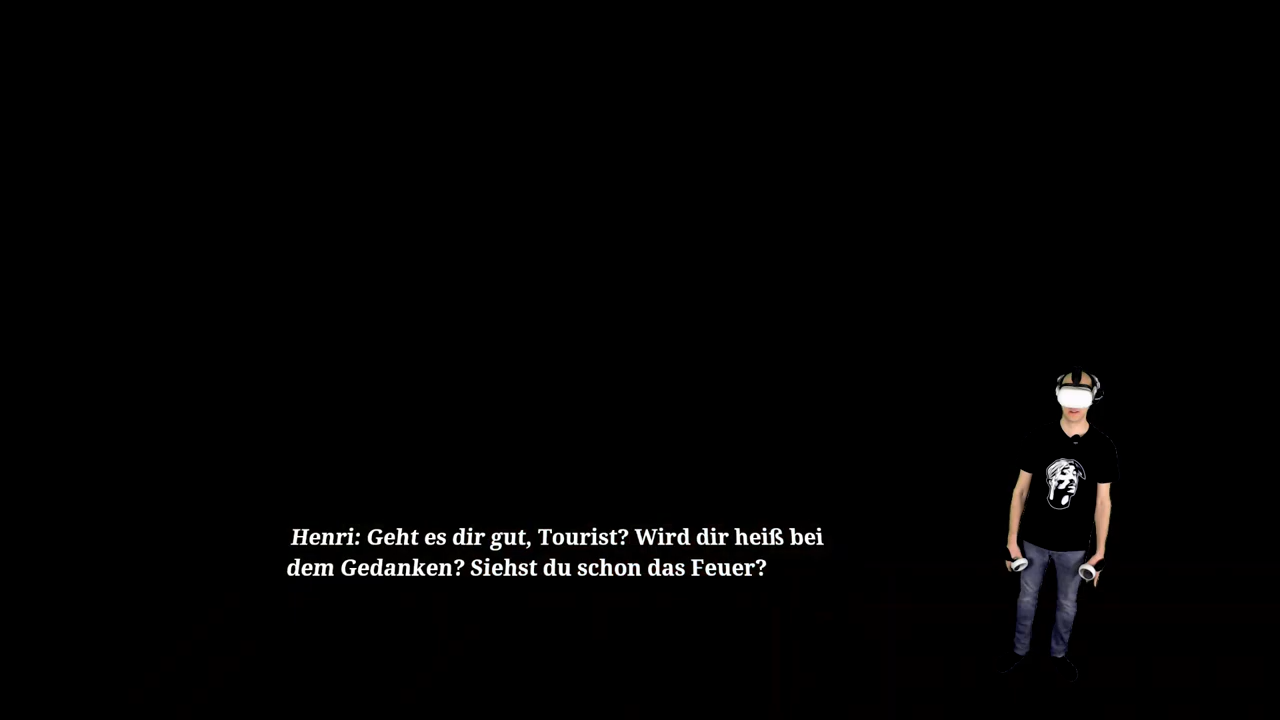 Henri: Geht es dir gut, Tourist? Wird dir heiß bei
dem Gedanken? Siehst du schon das Feuer?